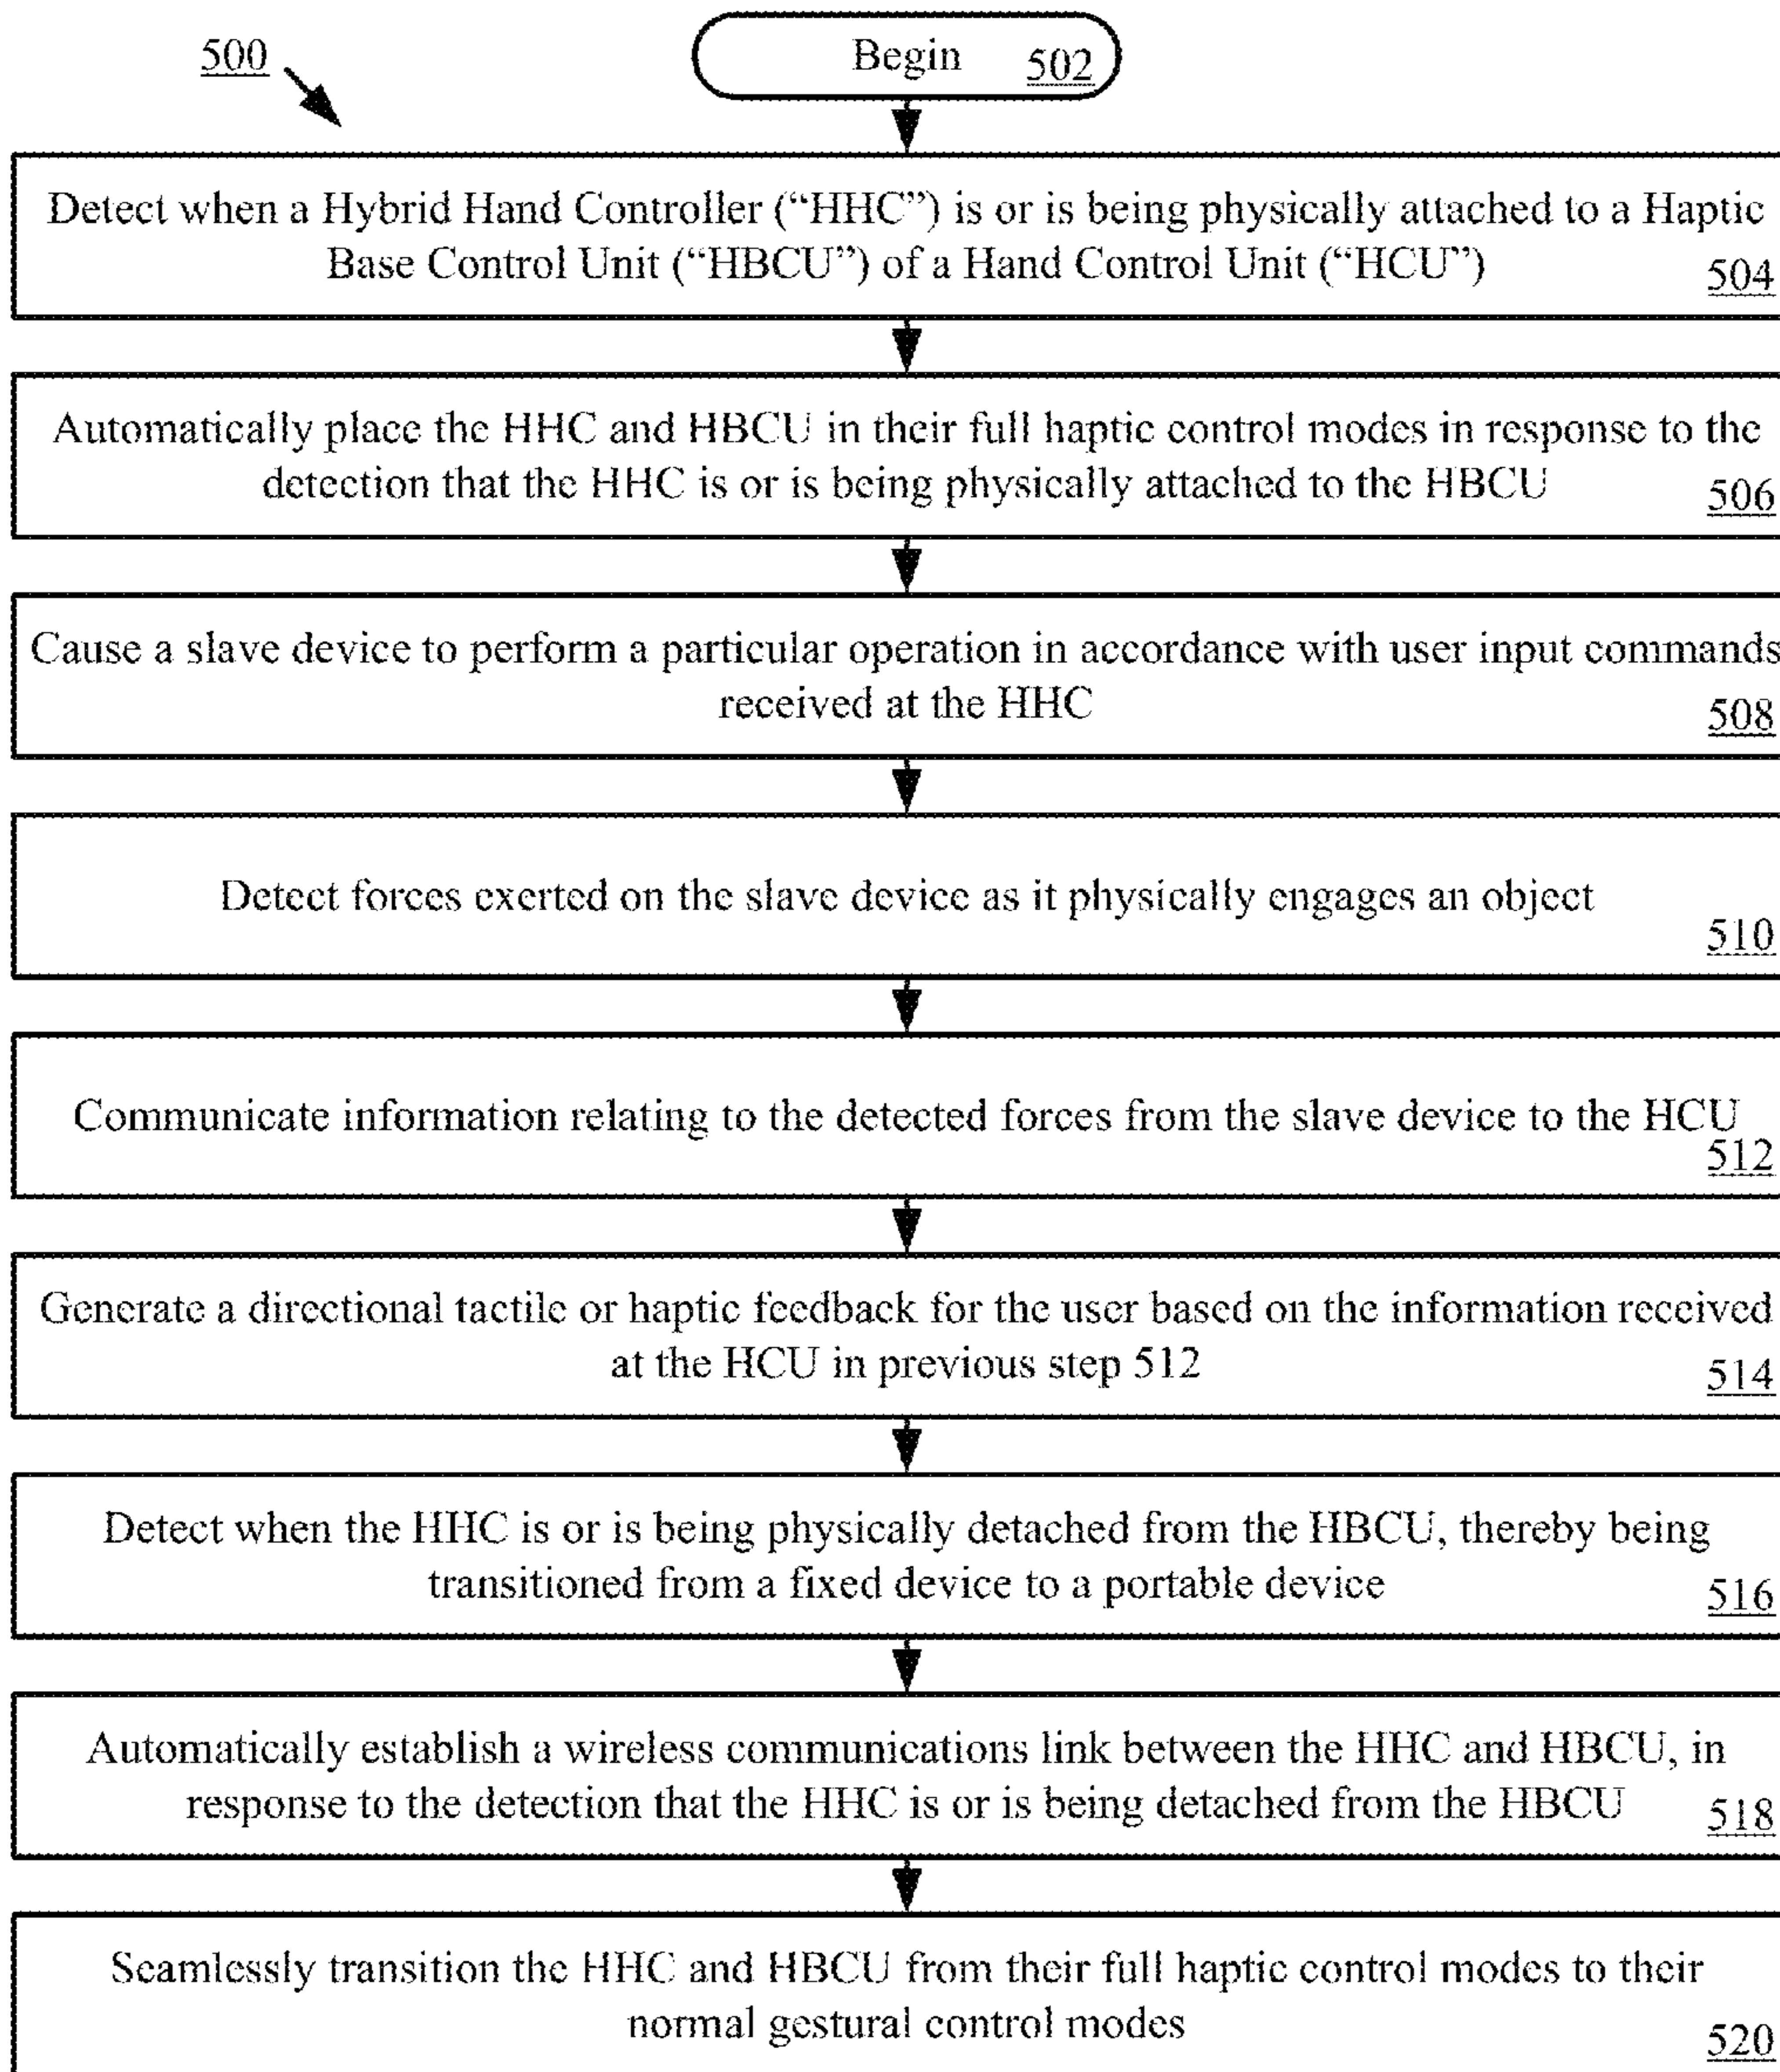 500
Begin 502
Detect when a Hybrid Hand Controller (“HHC”) is or is being physically attached to a Haptic
Base Control Unit (“HBCU”) of a Hand Control Unit (“HCU”)
504
Automatically place the HHC and HBCU in their full haptic control modes in response to the
detection that the HHC is or is being physically attached to the HBCU
506
Cause a slave device to perform a particular operation in accordance with user input commands
received at the HHC
508
Detect forces exerted on the slave device as it physically engages an object
510
Communicate information relating to the detected forces from the slave device to the HCU
512
Generate a directional tactile or haptic feedback for the user based on the information received
at the HCU in previous step 512
514
Detect when the HHC is or is being physically detached from the HBCU, thereby being
transitioned from a fixed device to a portable device
516
Automatically establish a wireless communications link between the HHC and HBCU, in
response to the detection that the HHC is or is being detached from the HBCU
518
Seamlessly transition the HHC and HBCU from their full haptic control modes to their
normal gestural control modes
520